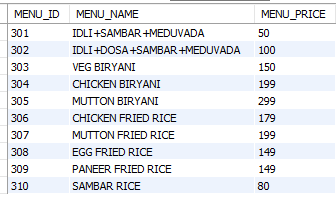 MENU_ID MENU_NAME MENU_PRICE
301 IDLI+SAMBAR+MEDUVADA 50
302 IDLI+DOSA+SAMBAR+MEDUVADA 100
303 VEG BIRYANI 150
304 CHICKEN BIRYANI 199
305 MUTTON BIRYANI 299
306 CHICKEN FRIED RICE 179
307 MUTTON FRIED RICE 199
308 EGG FRIED RICE 149
309 PANEER FRIED RICE 149
310 SAMBAR RICE 80